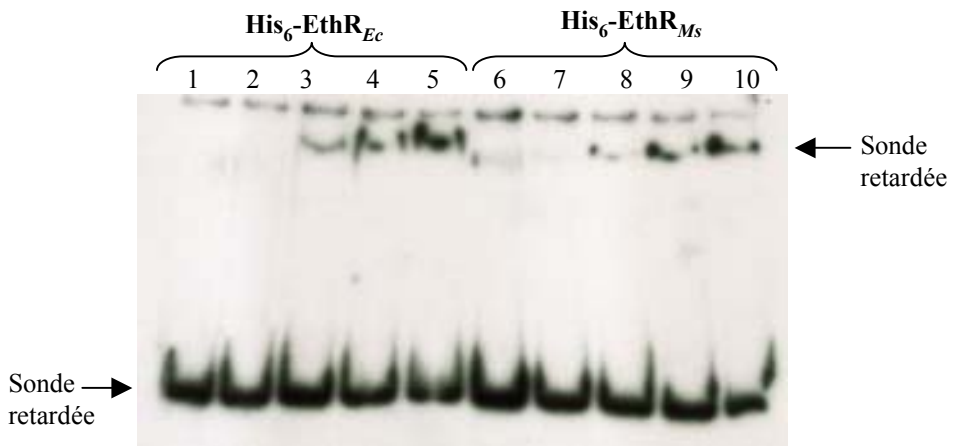 His6-EthREc
His6-EthRMs
1 2 3 4 5 6 7 8 9 10
Sonde
retardée
Sonde
retardée